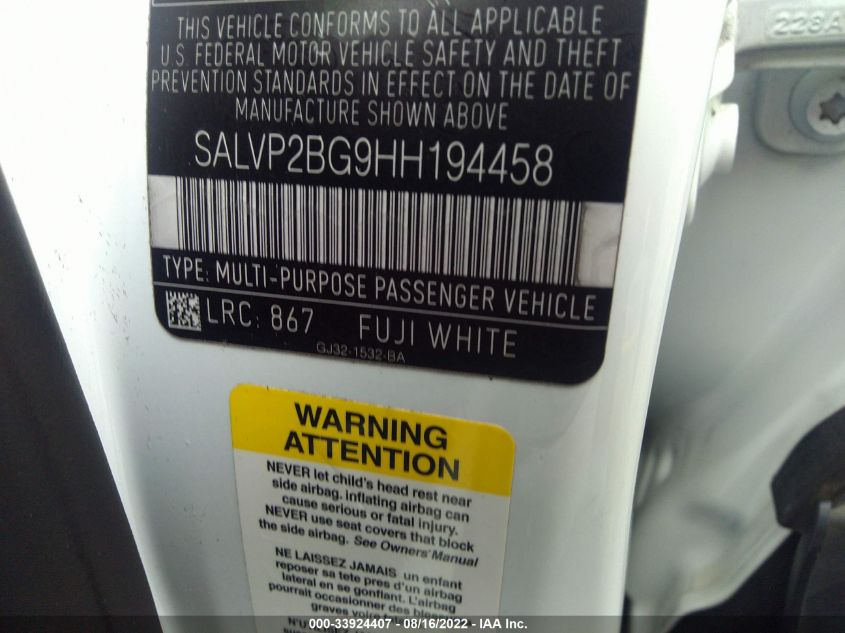 THIS VEHICLE CONFORMS TO ALL APPLICABLE
U.S. FEDERAL MOTOR VEHICLE SAFETY AND THEFT
PREVENTION STANDARDS IN EFFECT ON THE DATE OF
MANUFACTURE SHOWN ABOVE
SALVP2BG9HH194458
TYPE: MULTI-PURPOSE PASSENGER VEHICLE
LRC: 867 FUJI WHITE
GJ32-1532-BA
WARNING
ATTENTION
NEVER let child's head rest near
side airbag. inflating airbag can
cause serious or fatal injury.
NEVER use seat covers that block
the side airbag. See Owners' Manual
NE LAISSEZ JAMAIS un enfant
reposer sa tete pres d'un airbag
lateral en se gonflant. L'airbag
pourrait occasionner des blessures
graves voire
000-33924407 - 08/16/2022 - IAA Inc.